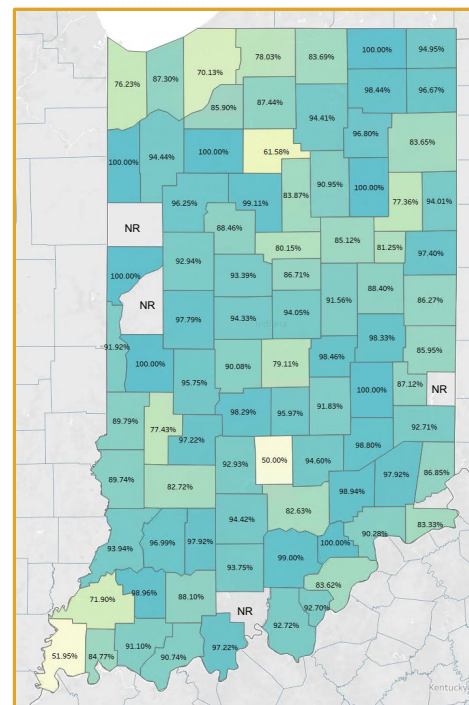 78.03% 83.69% 100.00% 94.95%
76.23% 87.30% 70.13%
98.44% 96.67%
85.90% 87.44% 94.41%
96.80% 83.65%
100.00% 94.44% 100.00% 61.58%
83.87% 90.95% 100.00%
77.36% 94.01%
96.25% 99.11%
NR 88.46%
85.12%
92.94% 80.15% 81.25% 97.40%
100.00% 93.39% 86.71%
88.40% 86.27%
NR 91.56%
97.79% 94.33% 94.05%
98.33%
91.92% 85.95%
100.00% 90.08% 79.11% 98.46%
95.75% 100.00% 87.12% NR
89.79% 98.29% 95.97% 91.83%
77.43% 92.71%
97.22% 98.80%
92.93% 50.00% 94.60%
89.74% 82.72% 97.92% 86.85%
98.94%
94.42% 82.63% 83.33%
93.94% 96.99% 97.92% 90.28%
93.75% 99.00% 100.00%
83.62%
71.90% 98.96% 88.10%
NR 92.70%
92.72%
51.95% 84.77% 91.10% 90.74% 97.22%
Kentucky